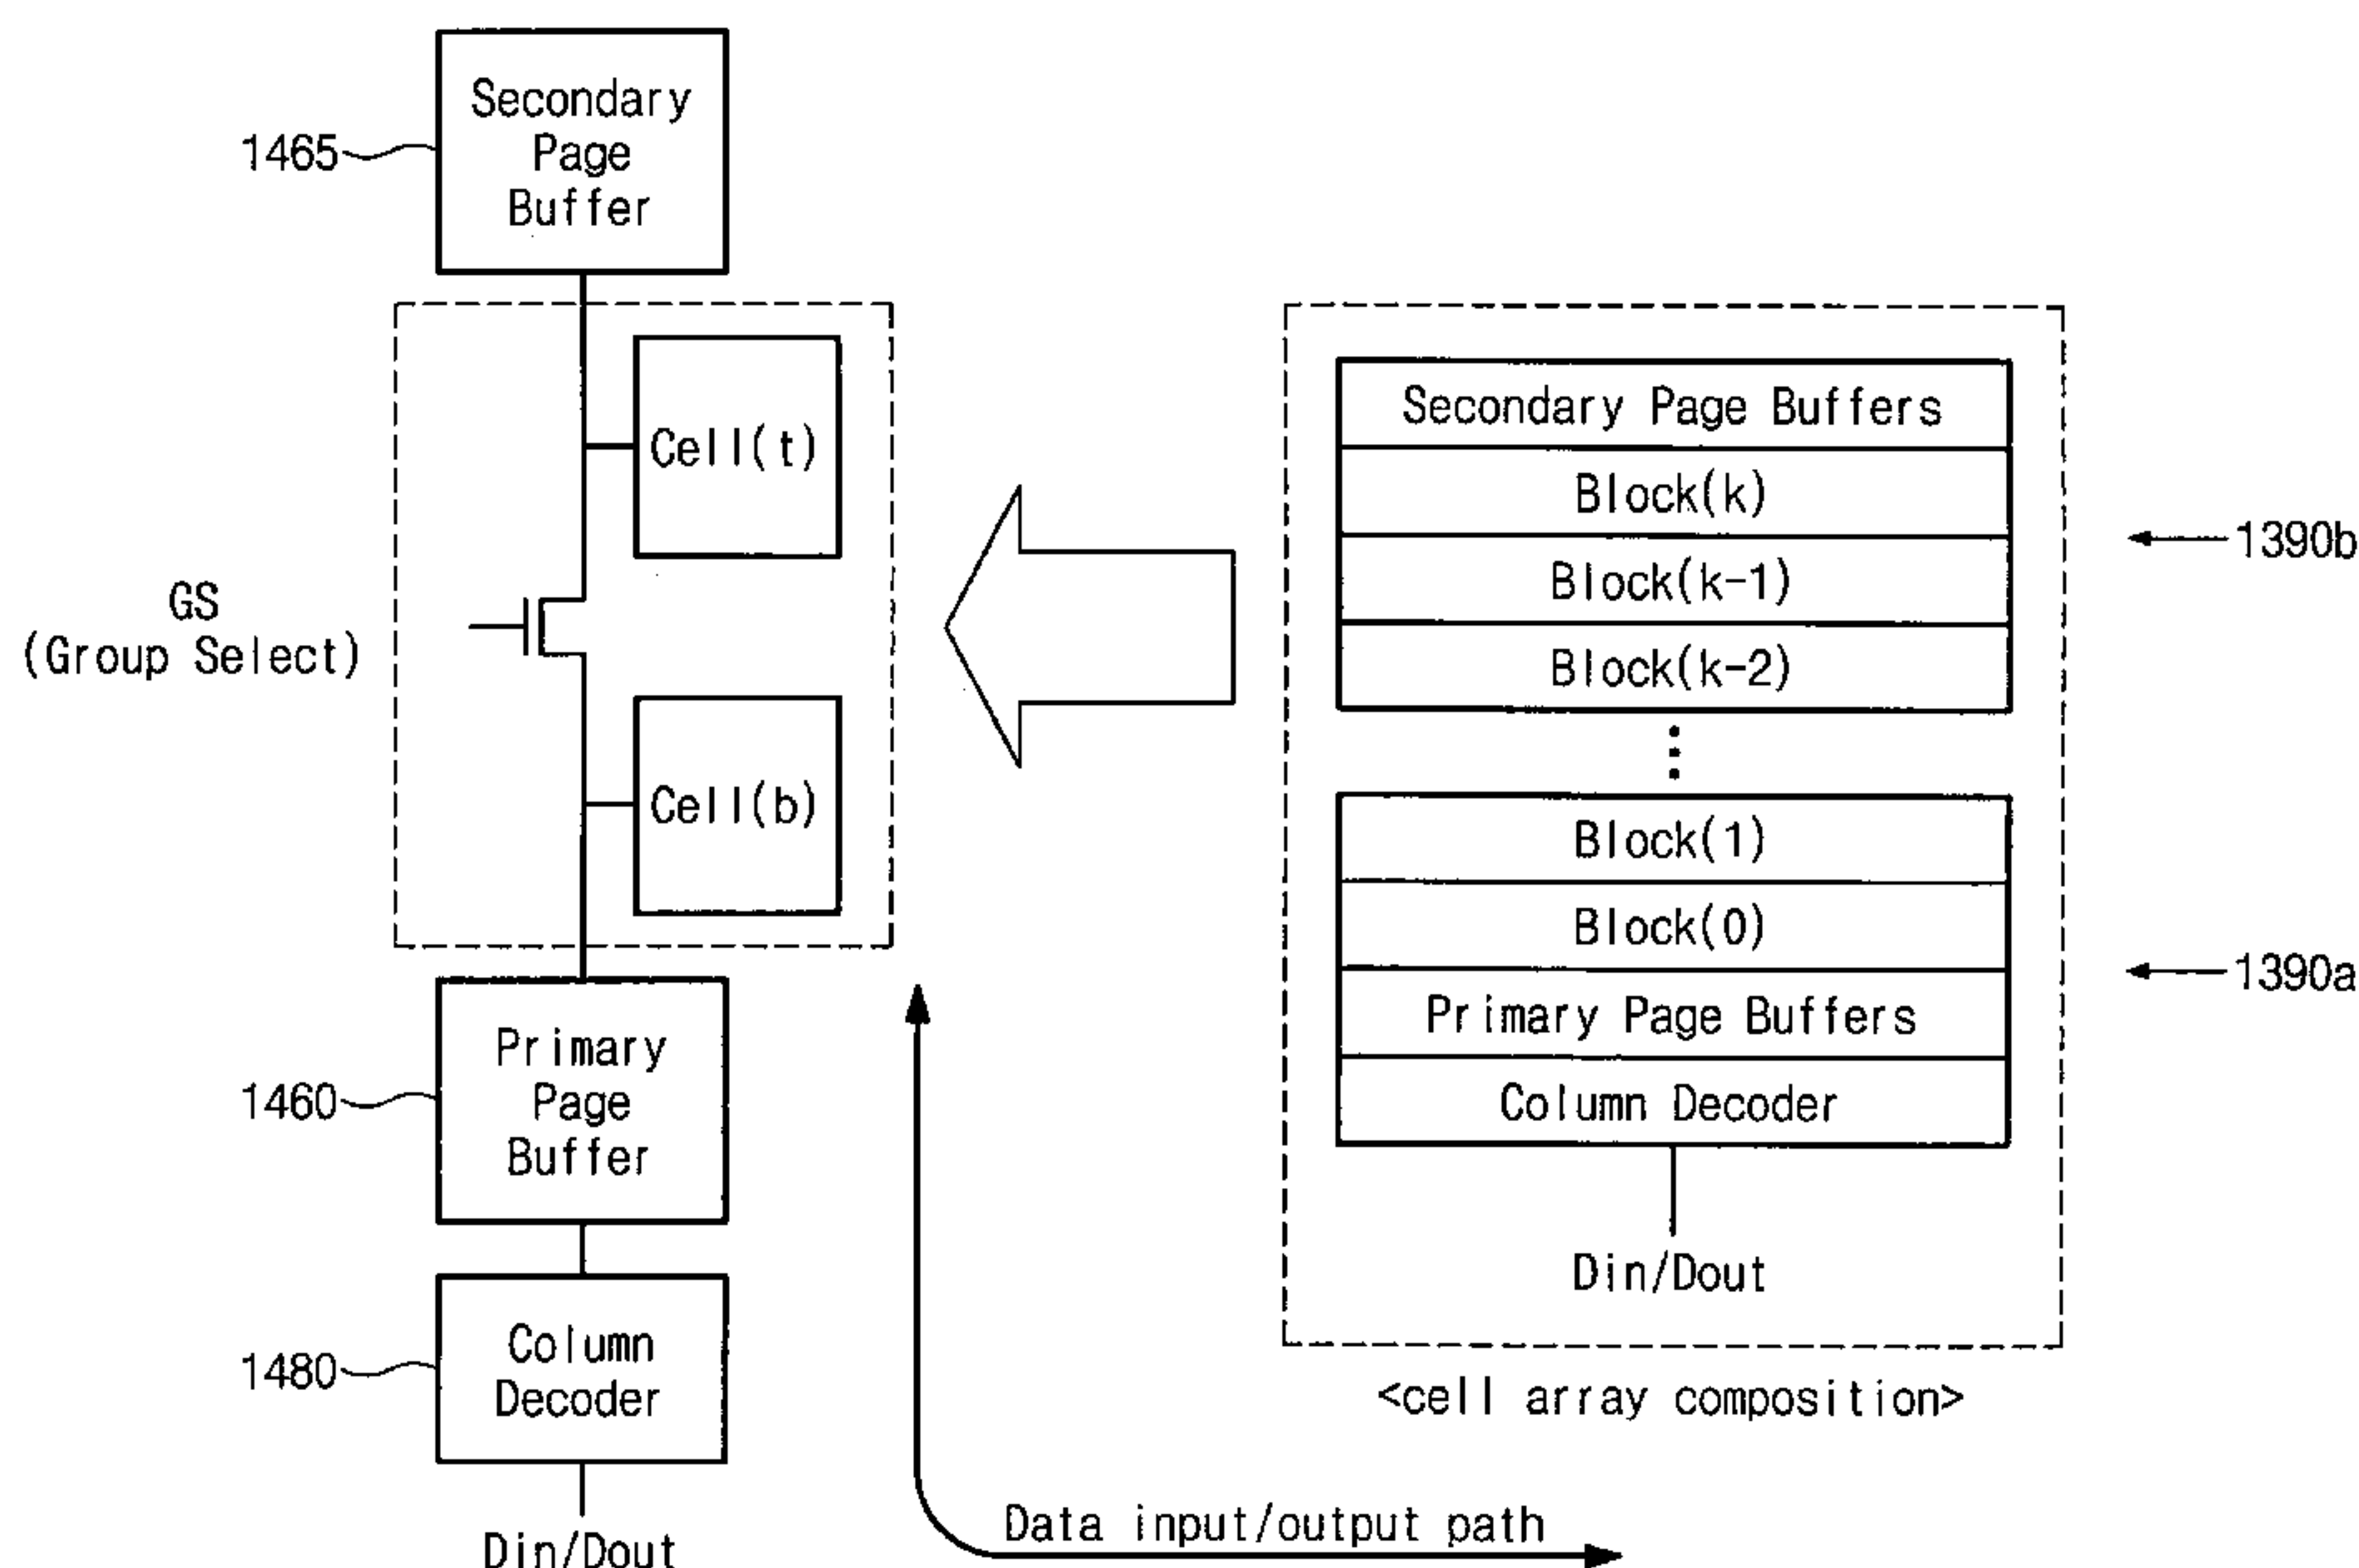 Secondary
Page
Buffer
1465
Cell(t)
GS
(Group Select)
Cell(b)
Primary
Page
Buffer
1460
Column
Decoder
1480
Din/Dout
Data input/output path
Secondary Page Buffers
Block(k)
Block(k-1)
Block(k-2)
Block(1)
Block(0)
Primary Page Buffers
Column Decoder
Din/Dout
<cell array composition>
1390b
1390a